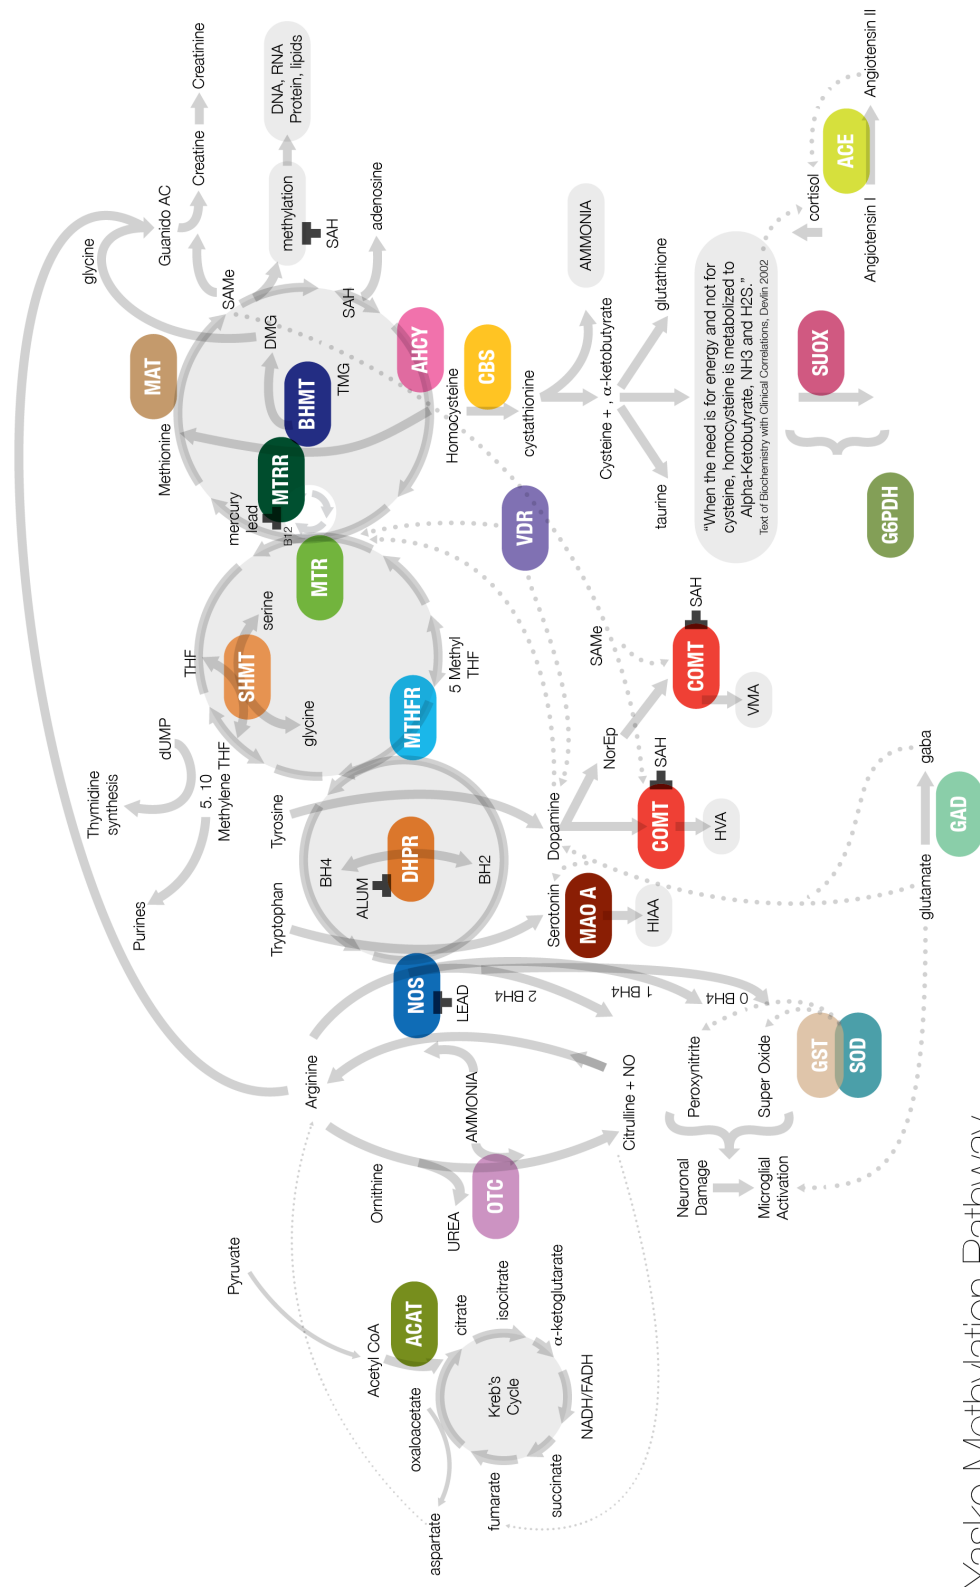 Creatinine
Creatine
Guanido AC
glycine
DNA, RNA
Protein, lipids
methylation
SAH
adenosine
SAMe
SAH
MAT
Methionine
DMG
TMG
BHMT
MTRR
mercury
lead
B12
MTR
AHCY
Homocysteine
CBS
cystathionine
AMMONIA
Cysteine + , α-ketobutyrate
glutathione
taurine
"When the need is for energy and not for
cysteine, homocysteine is metabolized to
Alpha-Ketobutyrate, NH3 and H2S."
Text of Biochemistry with Clinical Correlations, Devlin 2002
SUOX
G6PDH
cortisol
ACE
Angiotensin I
Angiotensin II
VDR
THF
SHMT
serine
glycine
5, 10
Methylene THF
dUMP
Thymidine
synthesis
Purines
MTHFR
5 Methyl
THF
Tyrosine
Tryptophan
BH4
DHPR
ALUM
BH2
Dopamine
NorEp
SAMe
COMT
SAH
VMA
COMT
SAH
HVA
Serotonin
MAO A
HIAA
gaba
GAD
glutamate
NOS
LEAD
2 BH4
1 BH4
0 BH4
Arginine
AMMONIA
Citrulline + NO
Peroxynitrite
Super Oxide
GST
SOD
Neuronal
Damage
Microglial
Activation
Ornithine
OTC
UREA
Pyruvate
Acetyl CoA
ACAT
oxaloacetate
citrate
isocitrate
α-ketoglutarate
NADH/FADH
succinate
fumarate
aspartate
Kreb's
Cycle
Yasko Methylation Pathway